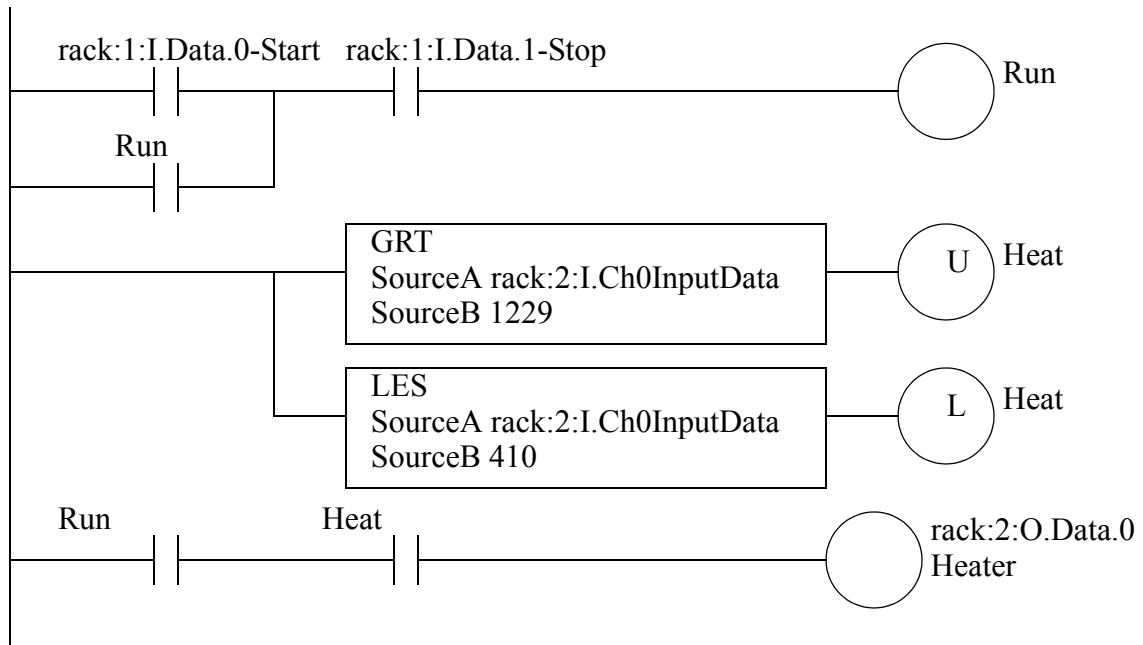 rack:1:I.Data.0-Start rack:1:I.Data.1-Stop
Run
Run
GRT
SourceA rack:2:I.Ch0InputData
SourceB 1229
U
Heat
LES
SourceA rack:2:I.Ch0InputData
SourceB 410
L
Heat
Run
Heat
rack:2:O.Data.0
Heater